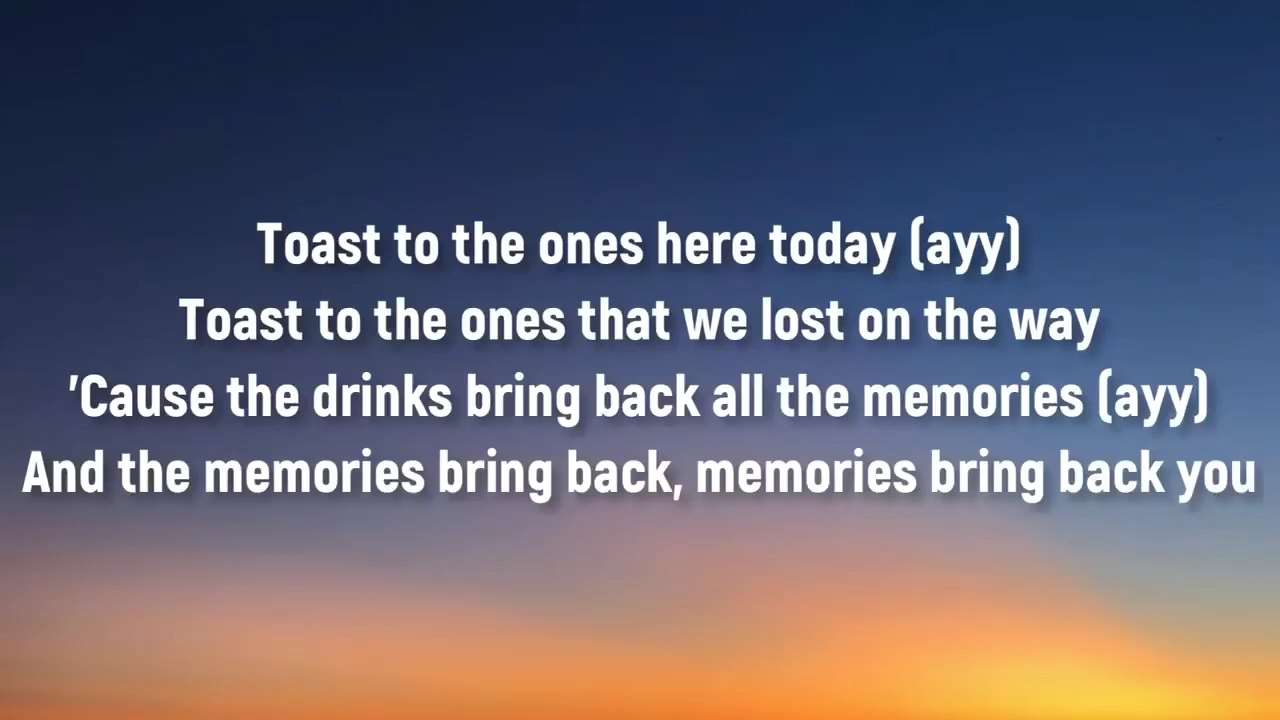 Toast to the ones here today (ayy)
Toast to the ones that we lost on the way
'Cause the drinks bring back all the memories (ayy)
And the memories bring back, memories bring back you